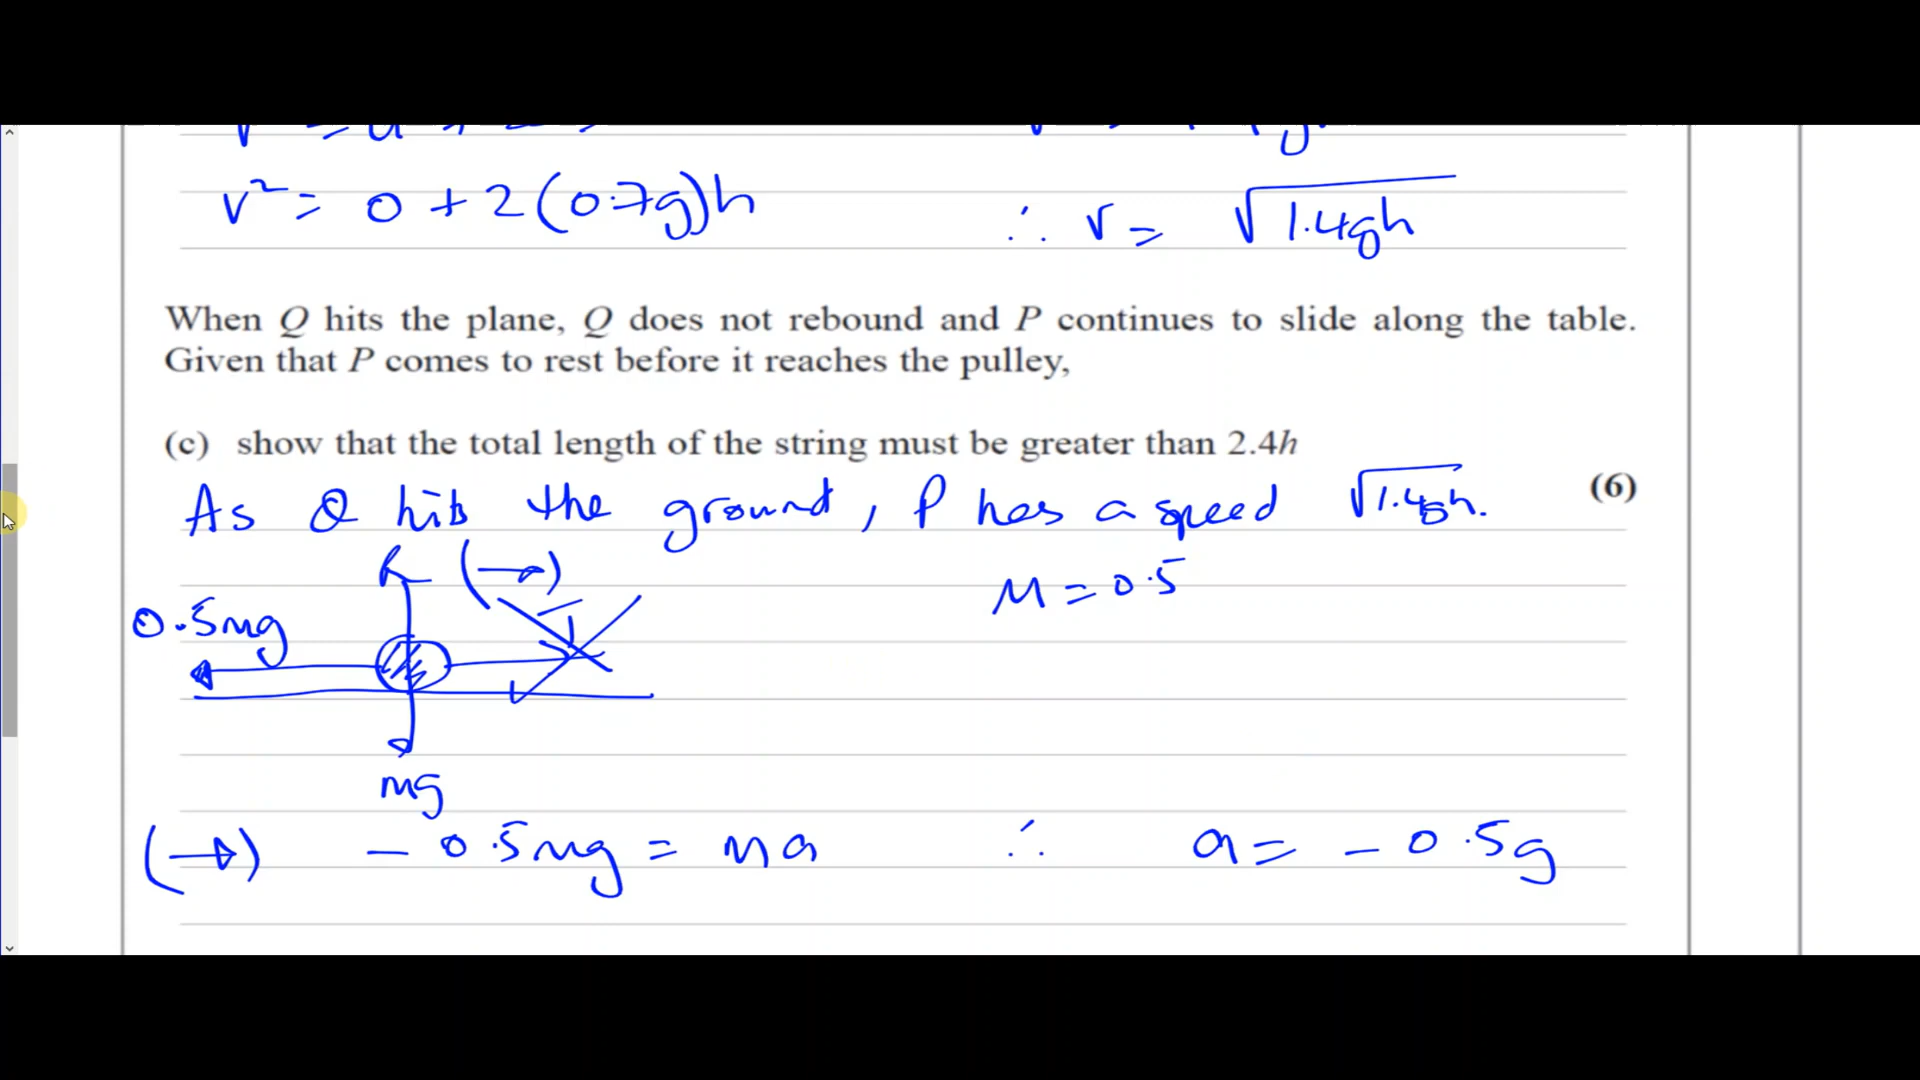 v² = 0 + 2(0.7g)h
∴ v = √1.4gh
When Q hits the plane, Q does not rebound and P continues to slide along the table.
Given that P comes to rest before it reaches the pulley,
(c) show that the total length of the string must be greater than 2.4h
(6)
As Q hits the ground, P has a speed √1.4gh.
R (→)
μ = 0.5
0.5mg
T
mg
(→) - 0.5mg = ma ∴ a = - 0.5g